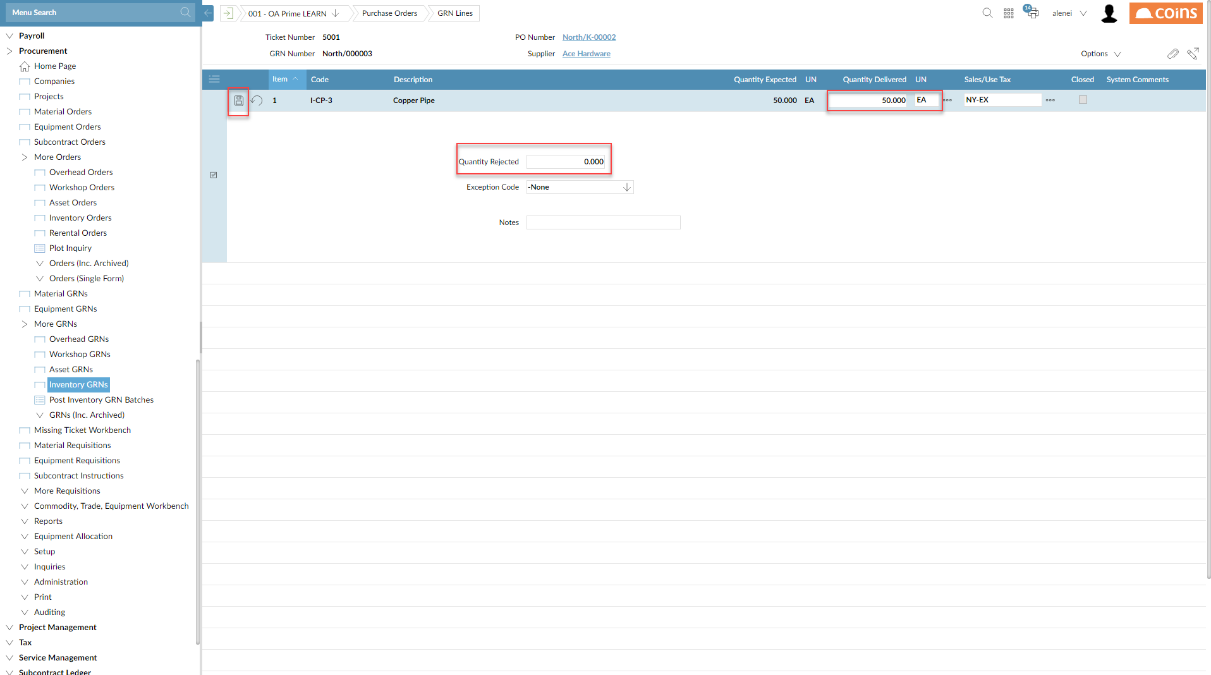 Menu Search
001 - OA Prime LEARN
Purchase Orders
GRN Lines
14
alenei
coins
Payroll
Procurement
Home Page
Companies
Projects
Material Orders
Equipment Orders
Subcontract Orders
More Orders
Overhead Orders
Workshop Orders
Asset Orders
Inventory Orders
Rerental Orders
Plot Inquiry
Orders (Inc. Archived)
Orders (Single Form)
Material GRNs
Equipment GRNs
More GRNs
Overhead GRNs
Workshop GRNs
Asset GRNs
Inventory GRNs
Post Inventory GRN Batches
GRNs (Inc. Archived)
Missing Ticket Workbench
Material Requisitions
Equipment Requisitions
Subcontract Instructions
More Requisitions
Commodity, Trade, Equipment Workbench
Reports
Equipment Allocation
Setup
Inquiries
Administration
Print
Auditing
Project Management
Tax
Service Management
Subcontract Ledger
Ticket Number 5001 PO Number North/K-00002
GRN Number North/000003 Supplier Ace Hardware
Options
Item Code Description Quantity Expected UN Quantity Delivered UN Sales/Use Tax Closed System Comments
1 I-CP-3 Copper Pipe 50.000 EA 50.000 EA NY-EX
Quantity Rejected 0.000
Exception Code -None
Notes